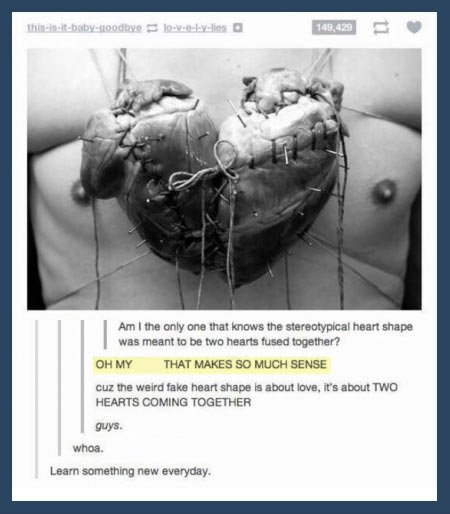 this-is-it-baby-goodbye lo-v-e-l-y-lies
149,429
Am I the only one that knows the stereotypical heart shape
was meant to be two hearts fused together?
OH MY THAT MAKES SO MUCH SENSE
cuz the weird fake heart shape is about love, it's about TWO
HEARTS COMING TOGETHER
guys.
whoa.
Learn something new everyday.